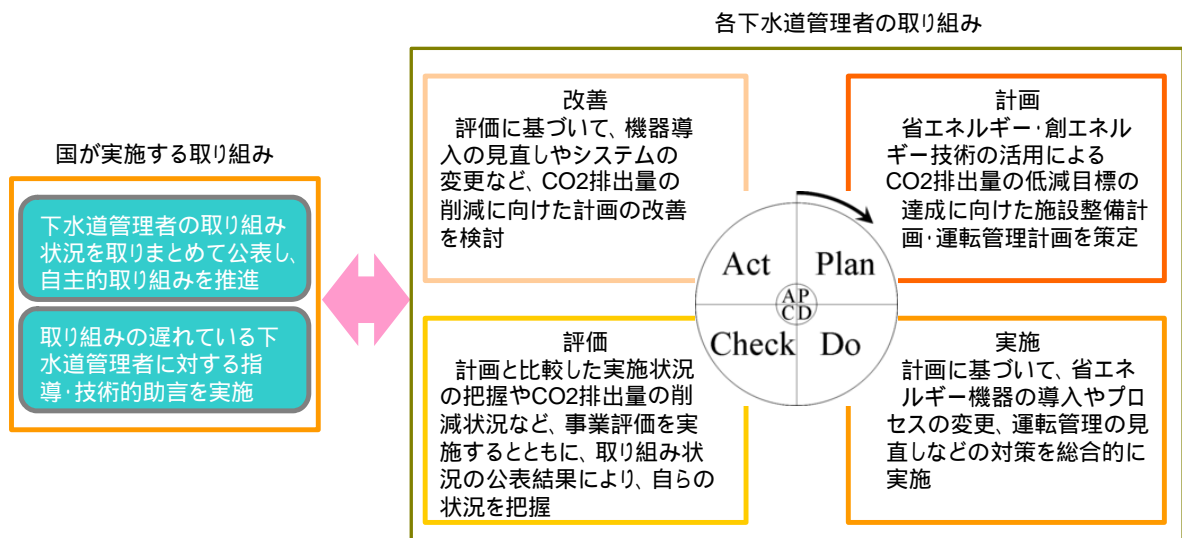 各下水道管理者の取り組み
国が実施する取り組み
下水道管理者の取り組み
状況を取りまとめて公表し、
自主的取り組みを推進
取り組みの遅れている下
水道管理者に対する指
導・技術的助言を実施
改善
評価に基づいて、機器導
入の見直しやシステムの
変更など、CO2排出量の
削減に向けた計画の改善
を検討
計画
省エネルギー・創エネル
ギー技術の活用による
CO2排出量の低減目標の
達成に向けた施設整備計
画・運転管理計画を策定
Act
Plan
A P
C D
Check
Do
評価
計画と比較した実施状況
の把握やCO2排出量の削
減状況など、事業評価を実
施するとともに、取り組み状
況の公表結果により、自らの
状況を把握
実施
計画に基づいて、省エネ
ルギー機器の導入やプロ
セスの変更、運転管理の見
直しなどの対策を総合的に
実施